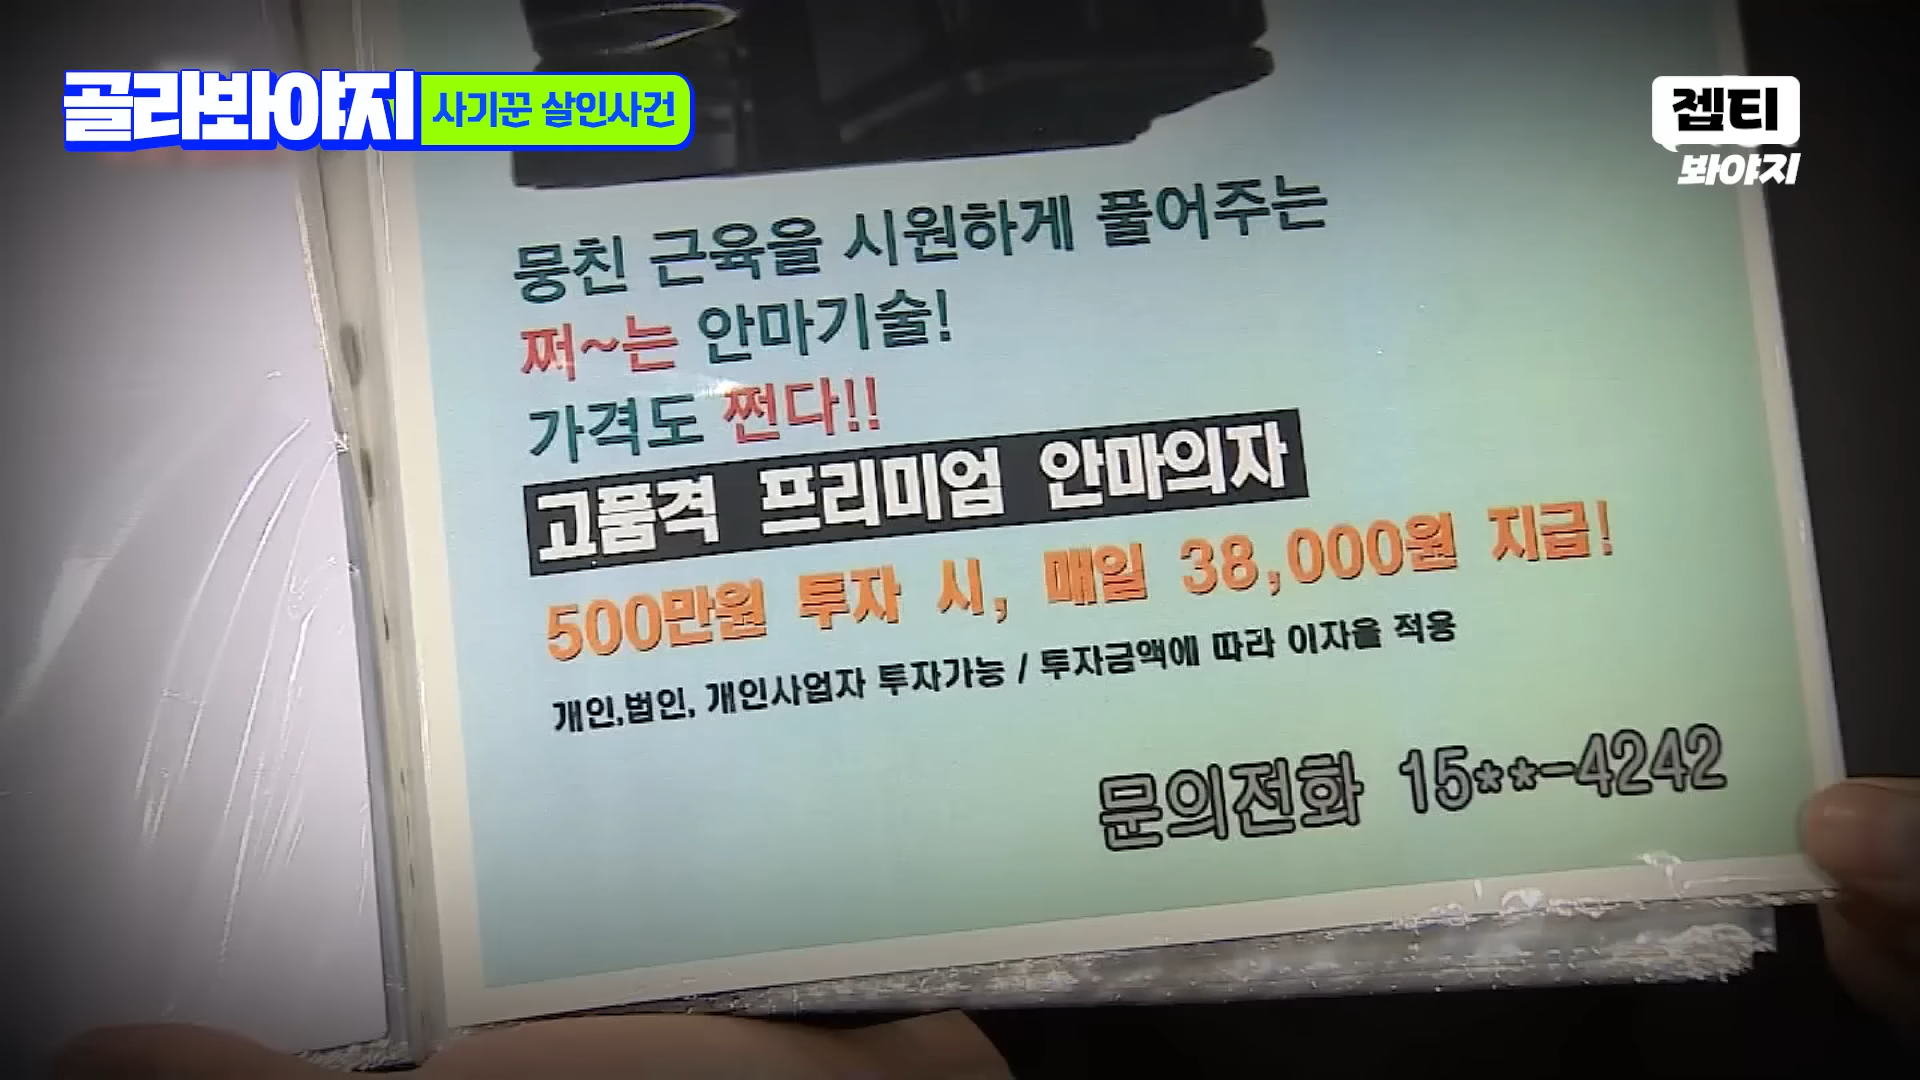 골라봐야지 사기꾼 살인사건
젭티
봐야지
뭉친 근육을 시원하게 풀어주는
쩌~는 안마기술!
가격도 쩐다!!
고품격 프리미엄 안마의자
500만원 투자 시, 매일 38,000원 지급!
개인,법인, 개인사업자 투자가능 / 투자금액에 따라 이자율 적용
문의전화 15**-4242